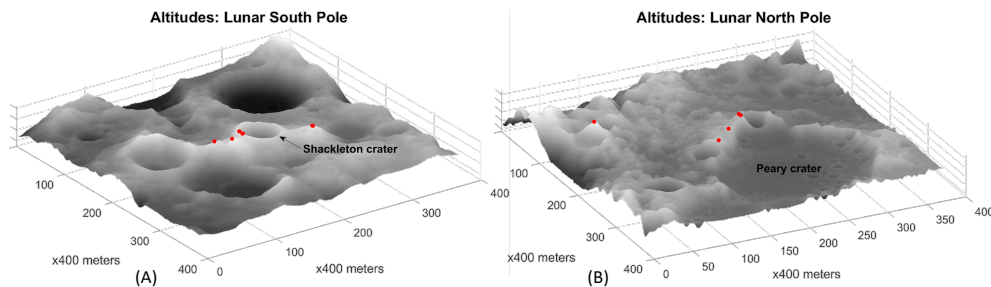 Altitudes: Lunar South Pole
Shackleton crater
100
200
300
400
0
100
200
300
400
x400 meters
x400 meters
(A)
Altitudes: Lunar North Pole
Peary crater
100
200
300
400
0
50
100
150
200
250
300
350
400
x400 meters
x400 meters
(B)